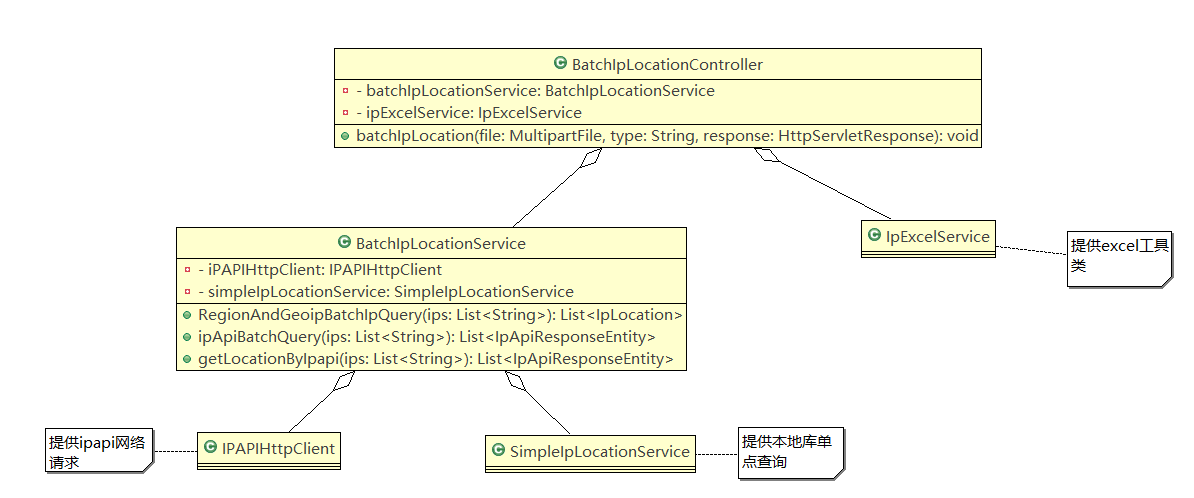 BatchIpLocationController
- batchIpLocationService: BatchIpLocationService
- ipExcelService: IpExcelService
batchIpLocation(file: MultipartFile, type: String, response: HttpServletResponse): void
BatchIpLocationService
- iPAPIHttpClient: IPAPIHttpClient
- simpleIpLocationService: SimpleIpLocationService
RegionAndGeoipBatchIpQuery(ips: List<String>): List<IpLocation>
ipApiBatchQuery(ips: List<String>): List<IpApiResponseEntity>
getLocationByIpapi(ips: List<String>): List<IpApiResponseEntity>
IpExcelService
提供excel工具
类
提供ipapi网络
请求
IPAPIHttpClient
SimpleIpLocationService
提供本地库单
点查询